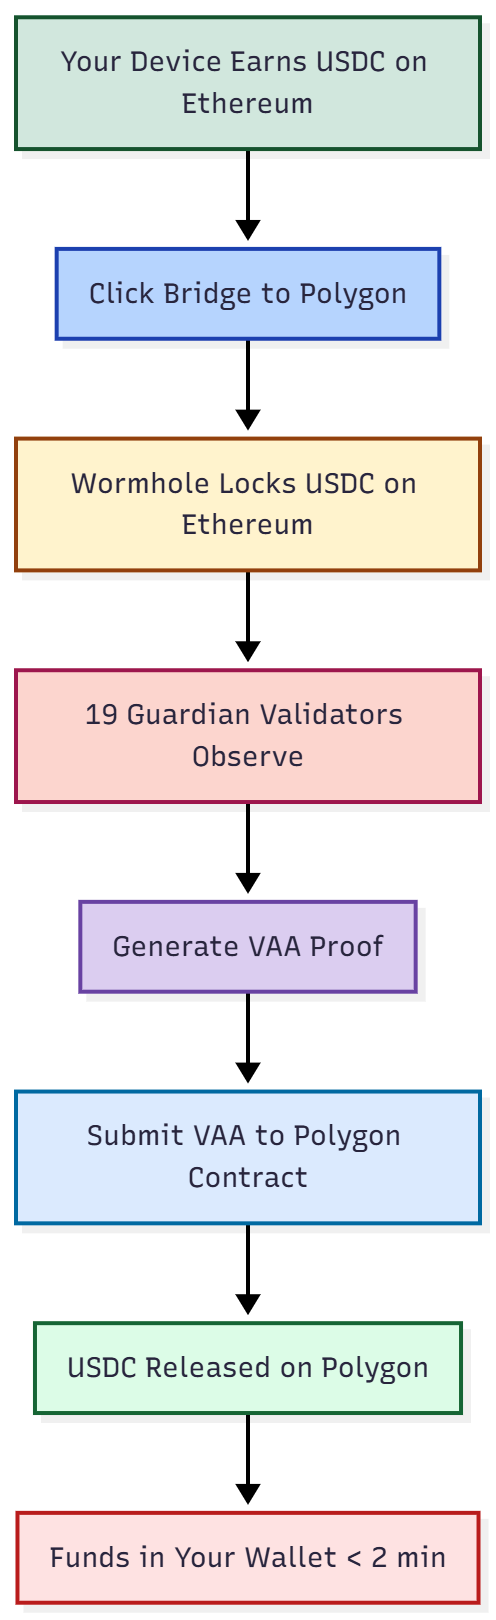 Your Device Earns USDC on
Ethereum
Click Bridge to Polygon
Wormhole Locks USDC on
Ethereum
19 Guardian Validators
Observe
Generate VAA Proof
Submit VAA to Polygon
Contract
USDC Released on Polygon
Funds in Your Wallet < 2 min